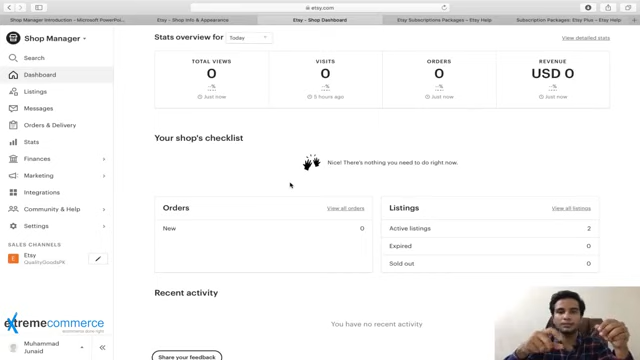 etsy.com
Shop Manager Introduction - Microsoft PowerPoi...
Etsy - Shop Info & Appearance
Etsy - Shop Dashboard
Etsy Subscriptions Packages - Etsy Help
Subscription Packages: Etsy Plus - Etsy Help
Shop Manager
Search
Dashboard
Listings
Messages
Orders & Delivery
Stats
Finances
Marketing
Integrations
Community & Help
Settings
SALES CHANNELS
E
Etsy
QualityGoodsPK
extremecommerce
ecommerce done right
Muhammad
Junaid
Stats overview for
Today
View detailed stats
TOTAL VIEWS
0
--%
Just now
VISITS
0
--%
5 hours ago
ORDERS
0
--%
Just now
REVENUE
USD 0
--%
Just now
Your shop's checklist
Nice! There's nothing you need to do right now.
Orders
View all orders
New 0
Listings
View all listings
Active listings 2
Expired 0
Sold out 0
Recent activity
You have no recent activity
Share your feedback